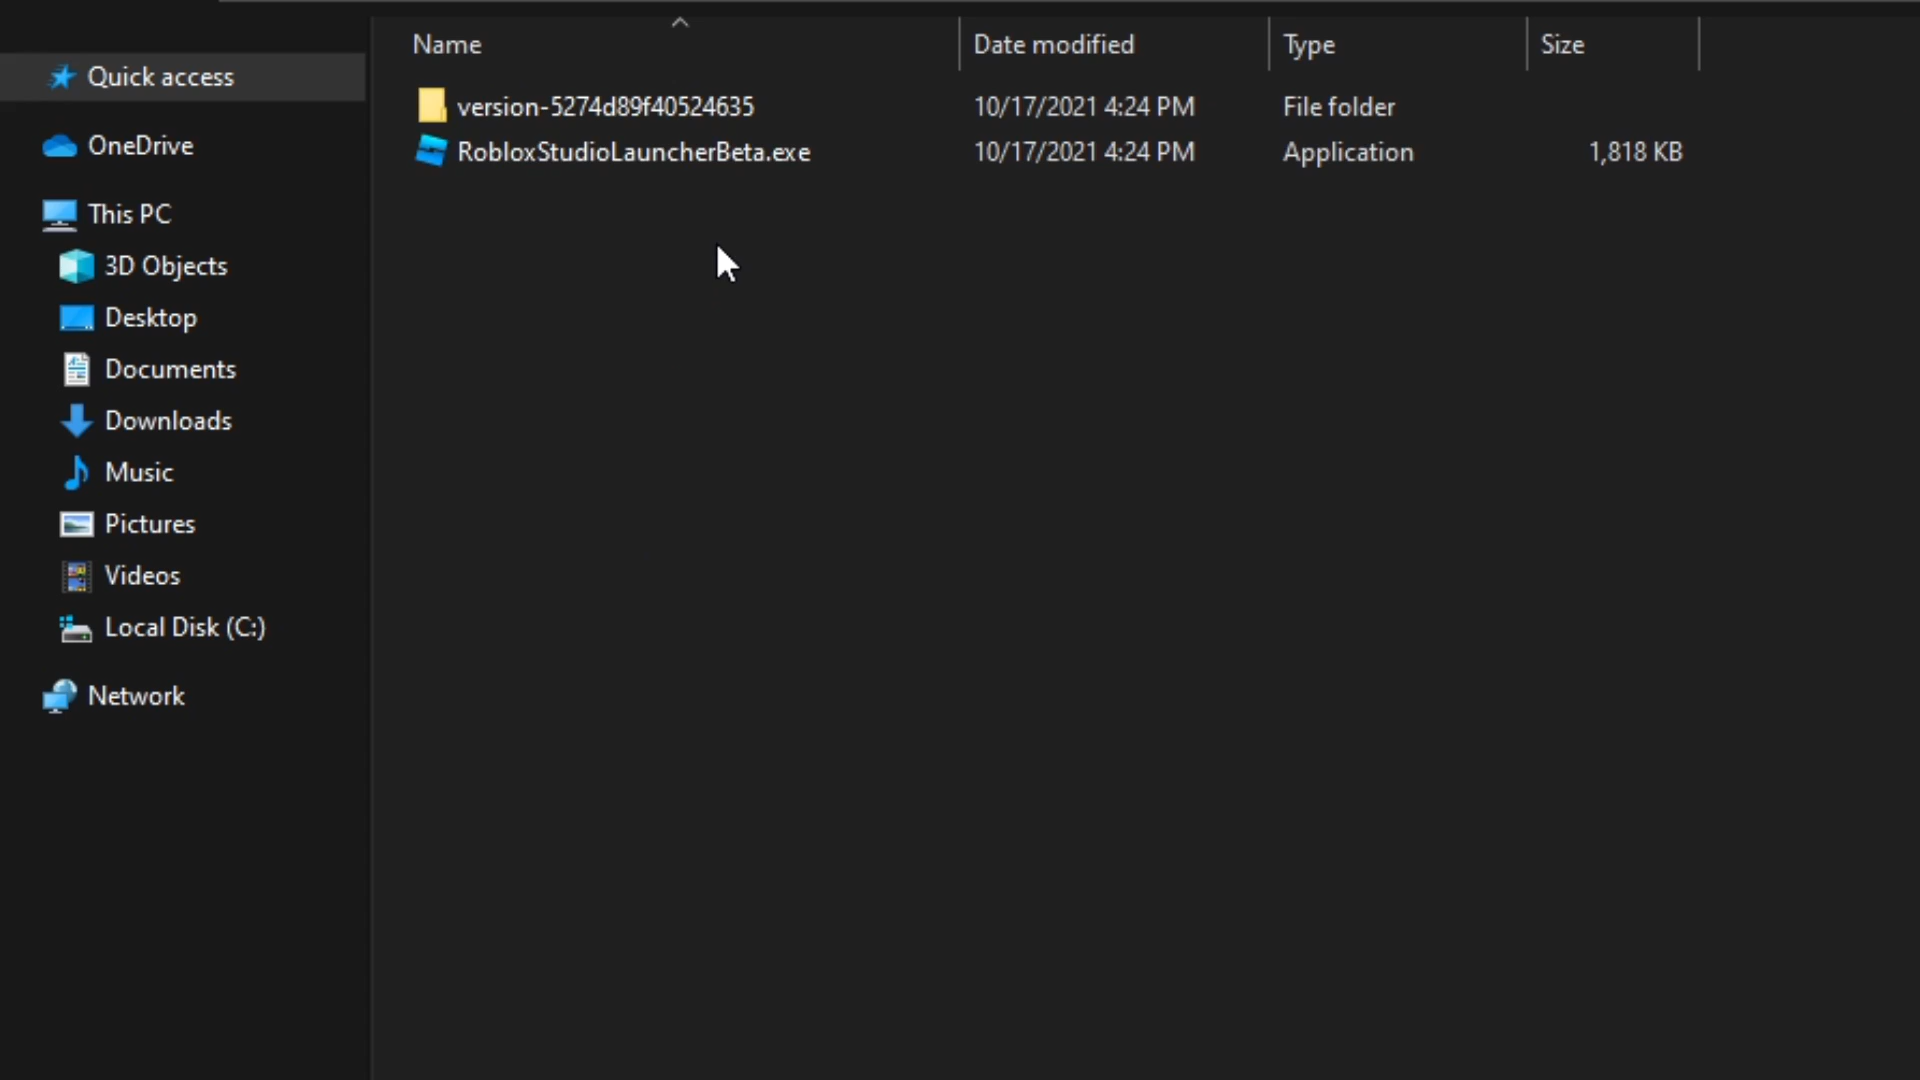 Name Date modified Type Size
Quick access
version-5274d89f40524635 10/17/2021 4:24 PM File folder
OneDrive
RobloxStudioLauncherBeta.exe 10/17/2021 4:24 PM Application 1,818 KB
This PC
3D Objects
Desktop
Documents
Downloads
Music
Pictures
Videos
Local Disk (C:)
Network